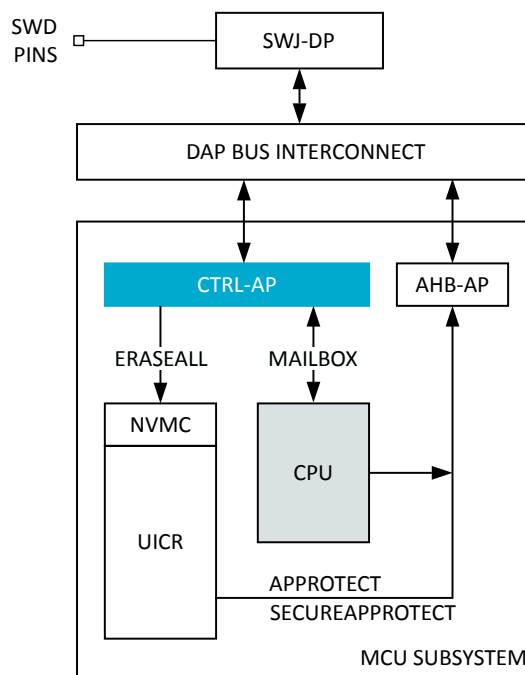 SWD
PINS
SWJ-DP
DAP BUS INTERCONNECT
CTRL-AP
AHB-AP
ERASEALL
MAILBOX
NVMC
CPU
UICR
APPROTECT
SECUREAPPROTECT
MCU SUBSYSTEM